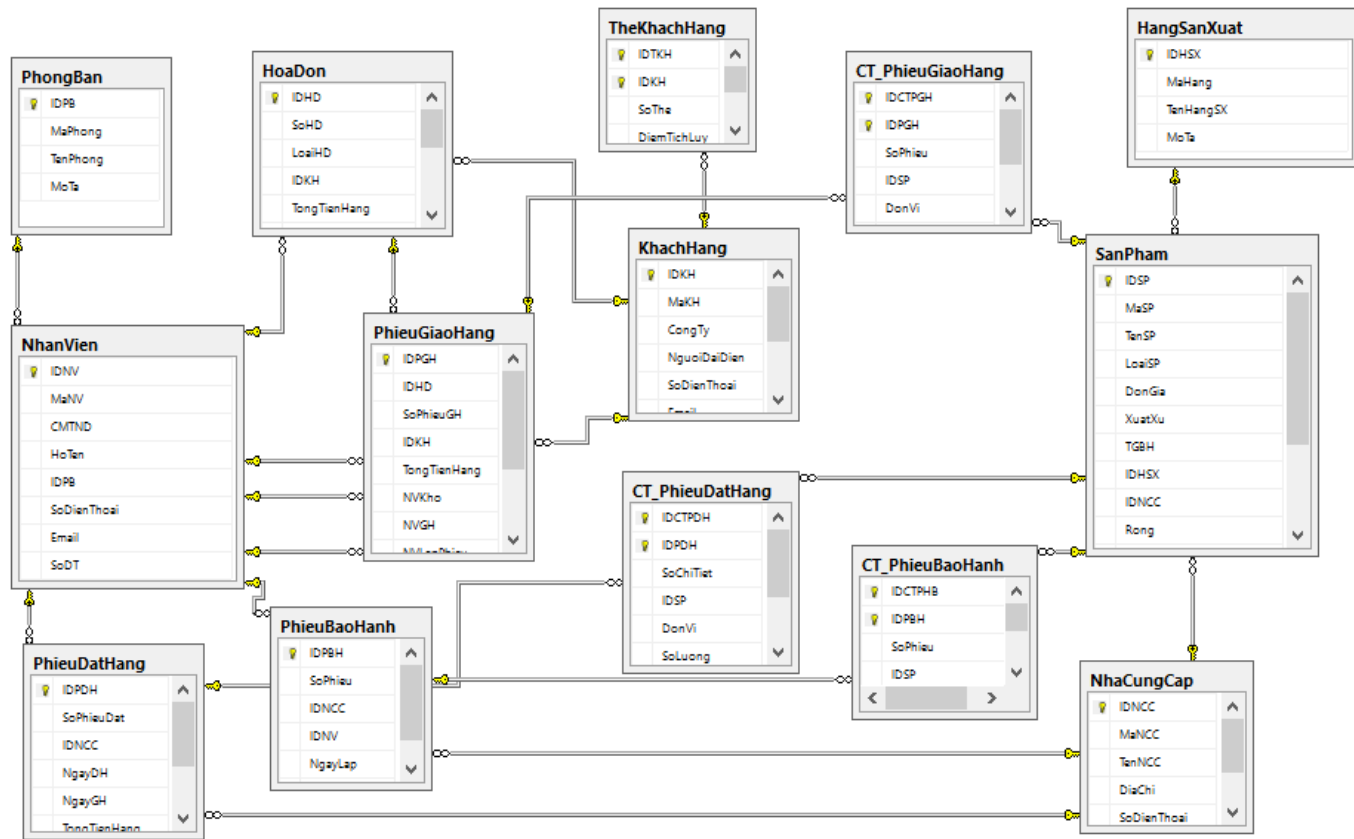 PhongBan
IDPB
MaPhong
TenPhong
MoTa
HoaDon
IDHD
SoHD
LoaiHD
IDKH
TongTienHang
TheKhachHang
IDTKH
IDKH
SoThe
DiemTichLuy
CT_PhieuGiaoHang
IDCTPGH
IDPGH
SoPhieu
IDSP
DonVi
HangSanXuat
IDHSX
MaHang
TenHangSX
MoTa
NhanVien
IDNV
MaNV
CMTND
HoTen
IDPB
SoDienThoai
Email
SoDT
PhieuGiaoHang
IDPGH
IDHD
SoPhieuGH
IDKH
TongTienHang
NVKho
NVGH
NVLapPhieu
KhachHang
IDKH
MaKH
CongTy
NguoiDaiDien
SoDienThoai
Email
SanPham
IDSP
MaSP
TenSP
LoaiSP
DonGia
XuatXu
TGBH
IDHSX
IDNCC
Rong
CT_PhieuDatHang
IDCTPDH
IDPDH
SoChiTiet
IDSP
DonVi
SoLuong
CT_PhieuBaoHanh
IDCTPHB
IDPBH
SoPhieu
IDSP
PhieuDatHang
IDPDH
SoPhieuDat
IDNCC
NgayDH
NgayGH
TongTienHang
PhieuBaoHanh
IDPBH
SoPhieu
IDNCC
IDNV
NgayLap
NhaCungCap
IDNCC
MaNCC
TenNCC
DiaChi
SoDienThoai